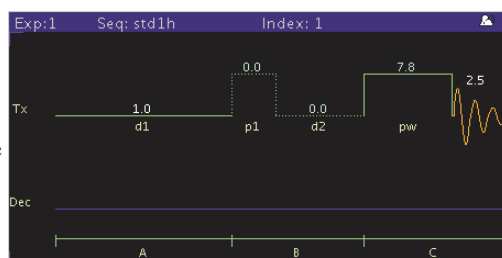 Exp:1 Seq: std1h Index: 1
0.0 7.8
2.5
Tx 1.0 0.0
d1 p1 d2 pw
e
Dec
A B C